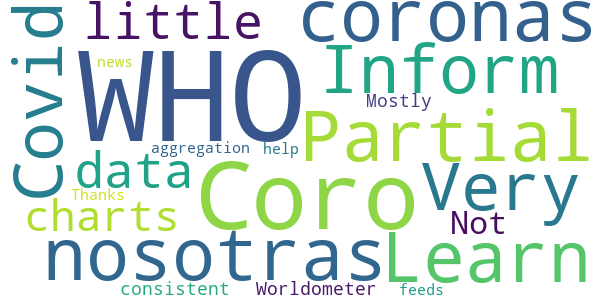 Covid
little
coronas
WHO
news
Inform
Mostly
Partial
aggregation
help
data
Coro
Very
Thanks
charts
Not
nosotras
Learn
consistent
Worldometer
feeds